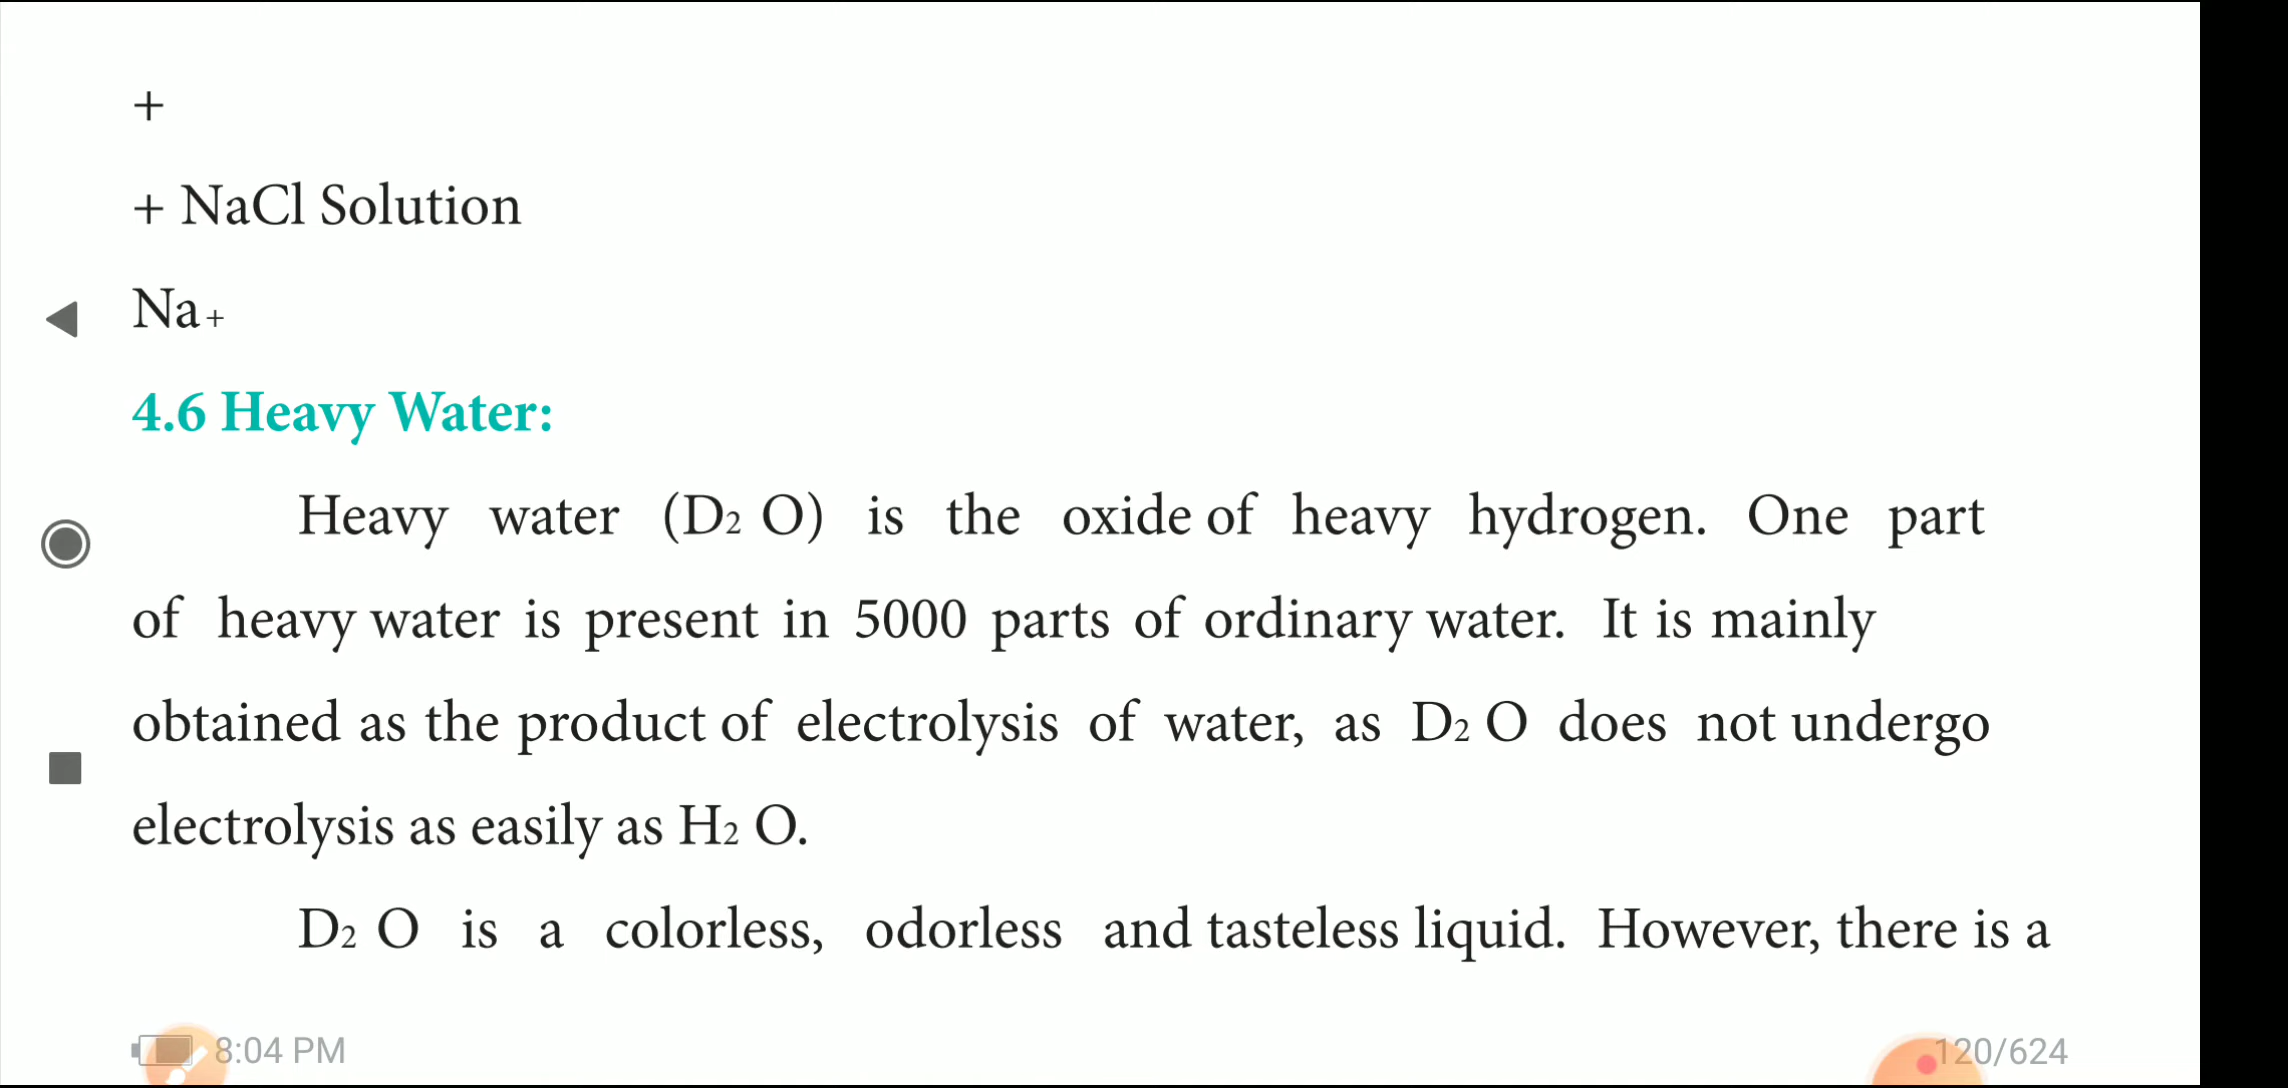 +
+ NaCl Solution
Na+
4.6 Heavy Water:
Heavy water (D2 O) is the oxide of heavy hydrogen. One part
of heavy water is present in 5000 parts of ordinary water. It is mainly
obtained as the product of electrolysis of water, as D2 O does not undergo
electrolysis as easily as H2 O.
D2 O is a colorless, odorless and tasteless liquid. However, there is a
8:04 PM
120/624